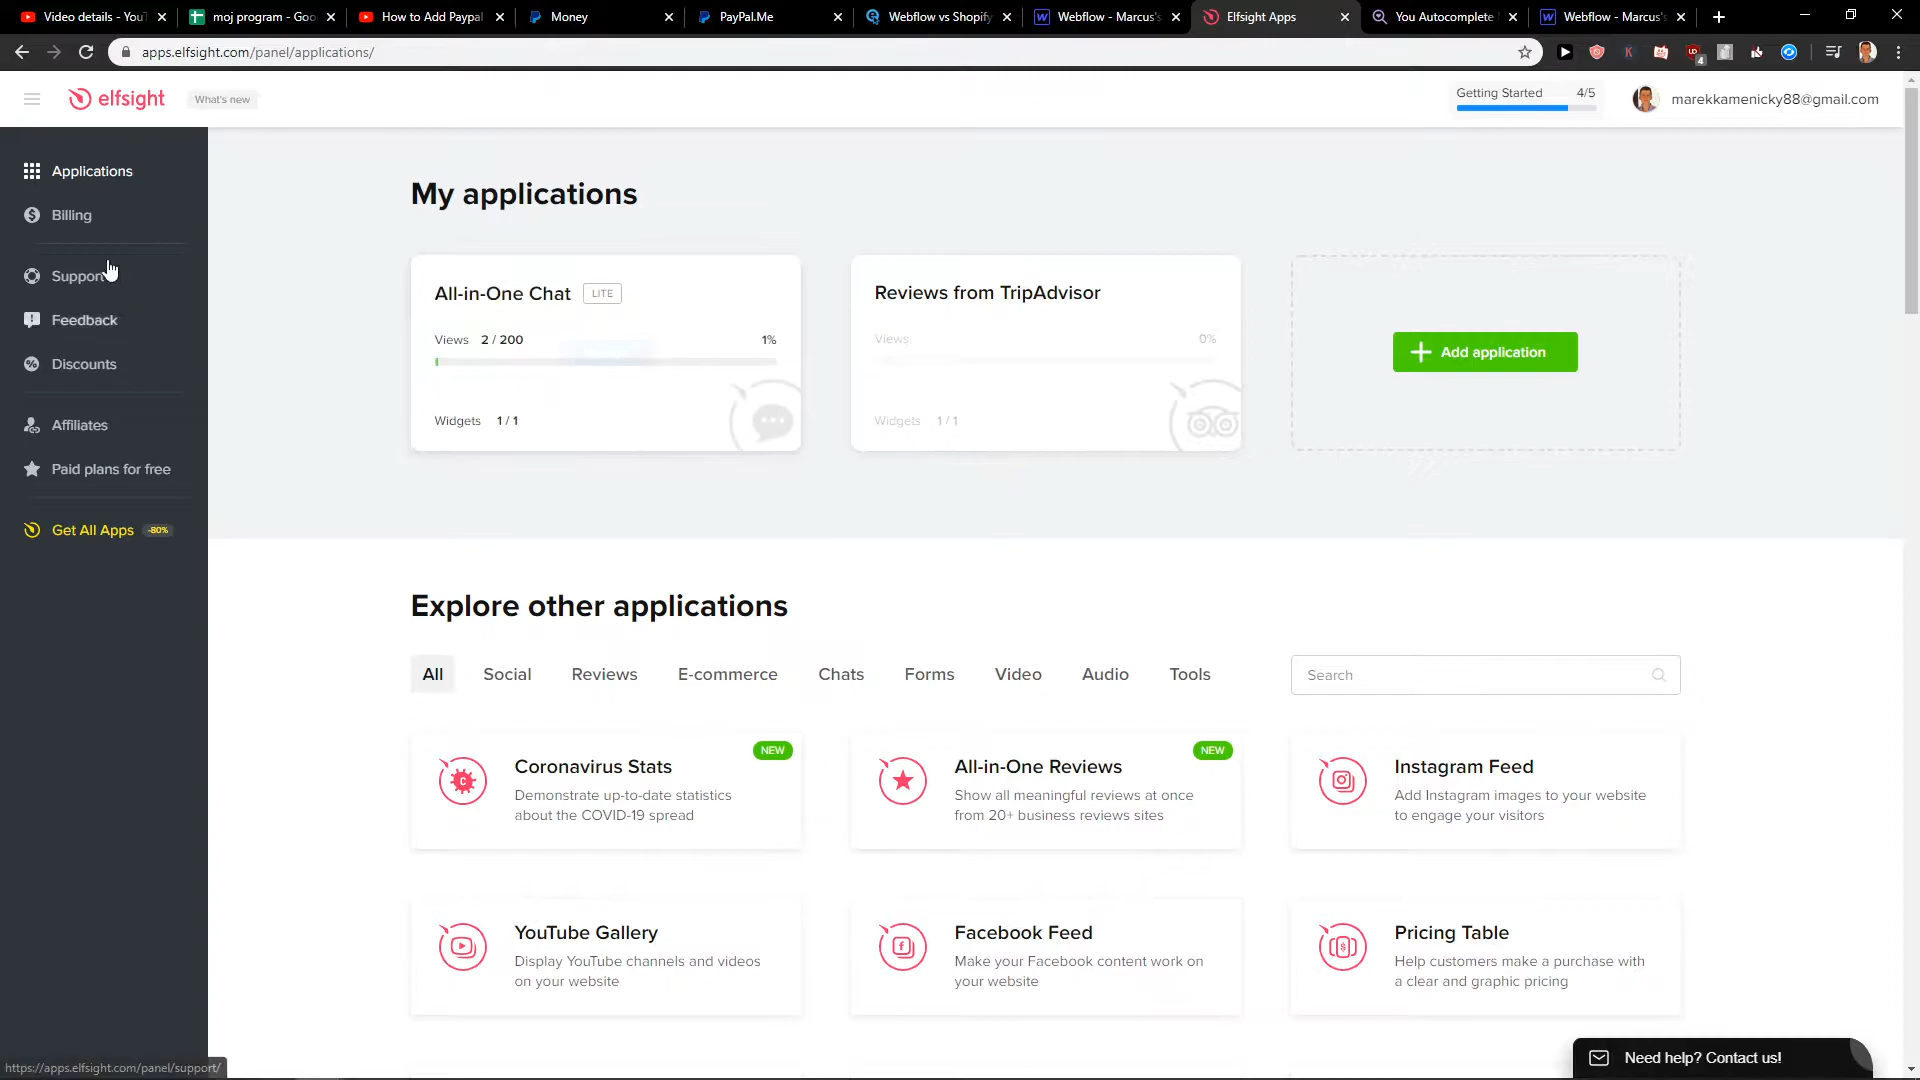 Video details - YouT
moj program - Goo
How to Add Paypal
Money
PayPal.Me
Webflow vs Shopify
Webflow - Marcus's
Elfsight Apps
You Autocomplete
Webflow - Marcus's
apps.elfsight.com/panel/applications/
4
elfsight
What's new
Getting Started 4/5
marekkamenicky88@gmail.com
Applications
Billing
Support
Feedback
Discounts
Affiliates
Paid plans for free
Get All Apps -80%
My applications
All-in-One Chat LITE
Views 2 / 200 1%
Widgets 1 / 1
Reviews from TripAdvisor
Views 0%
Widgets 1 / 1
Add application
Explore other applications
All Social Reviews E-commerce Chats Forms Video Audio Tools
Search
NEW
Coronavirus Stats
Demonstrate up-to-date statistics
about the COVID-19 spread
NEW
All-in-One Reviews
Show all meaningful reviews at once
from 20+ business reviews sites
Instagram Feed
Add Instagram images to your website
to engage your visitors
YouTube Gallery
Display YouTube channels and videos
on your website
Facebook Feed
Make your Facebook content work on
your website
Pricing Table
Help customers make a purchase with
a clear and graphic pricing
Need help? Contact us!
https://apps.elfsight.com/panel/support/